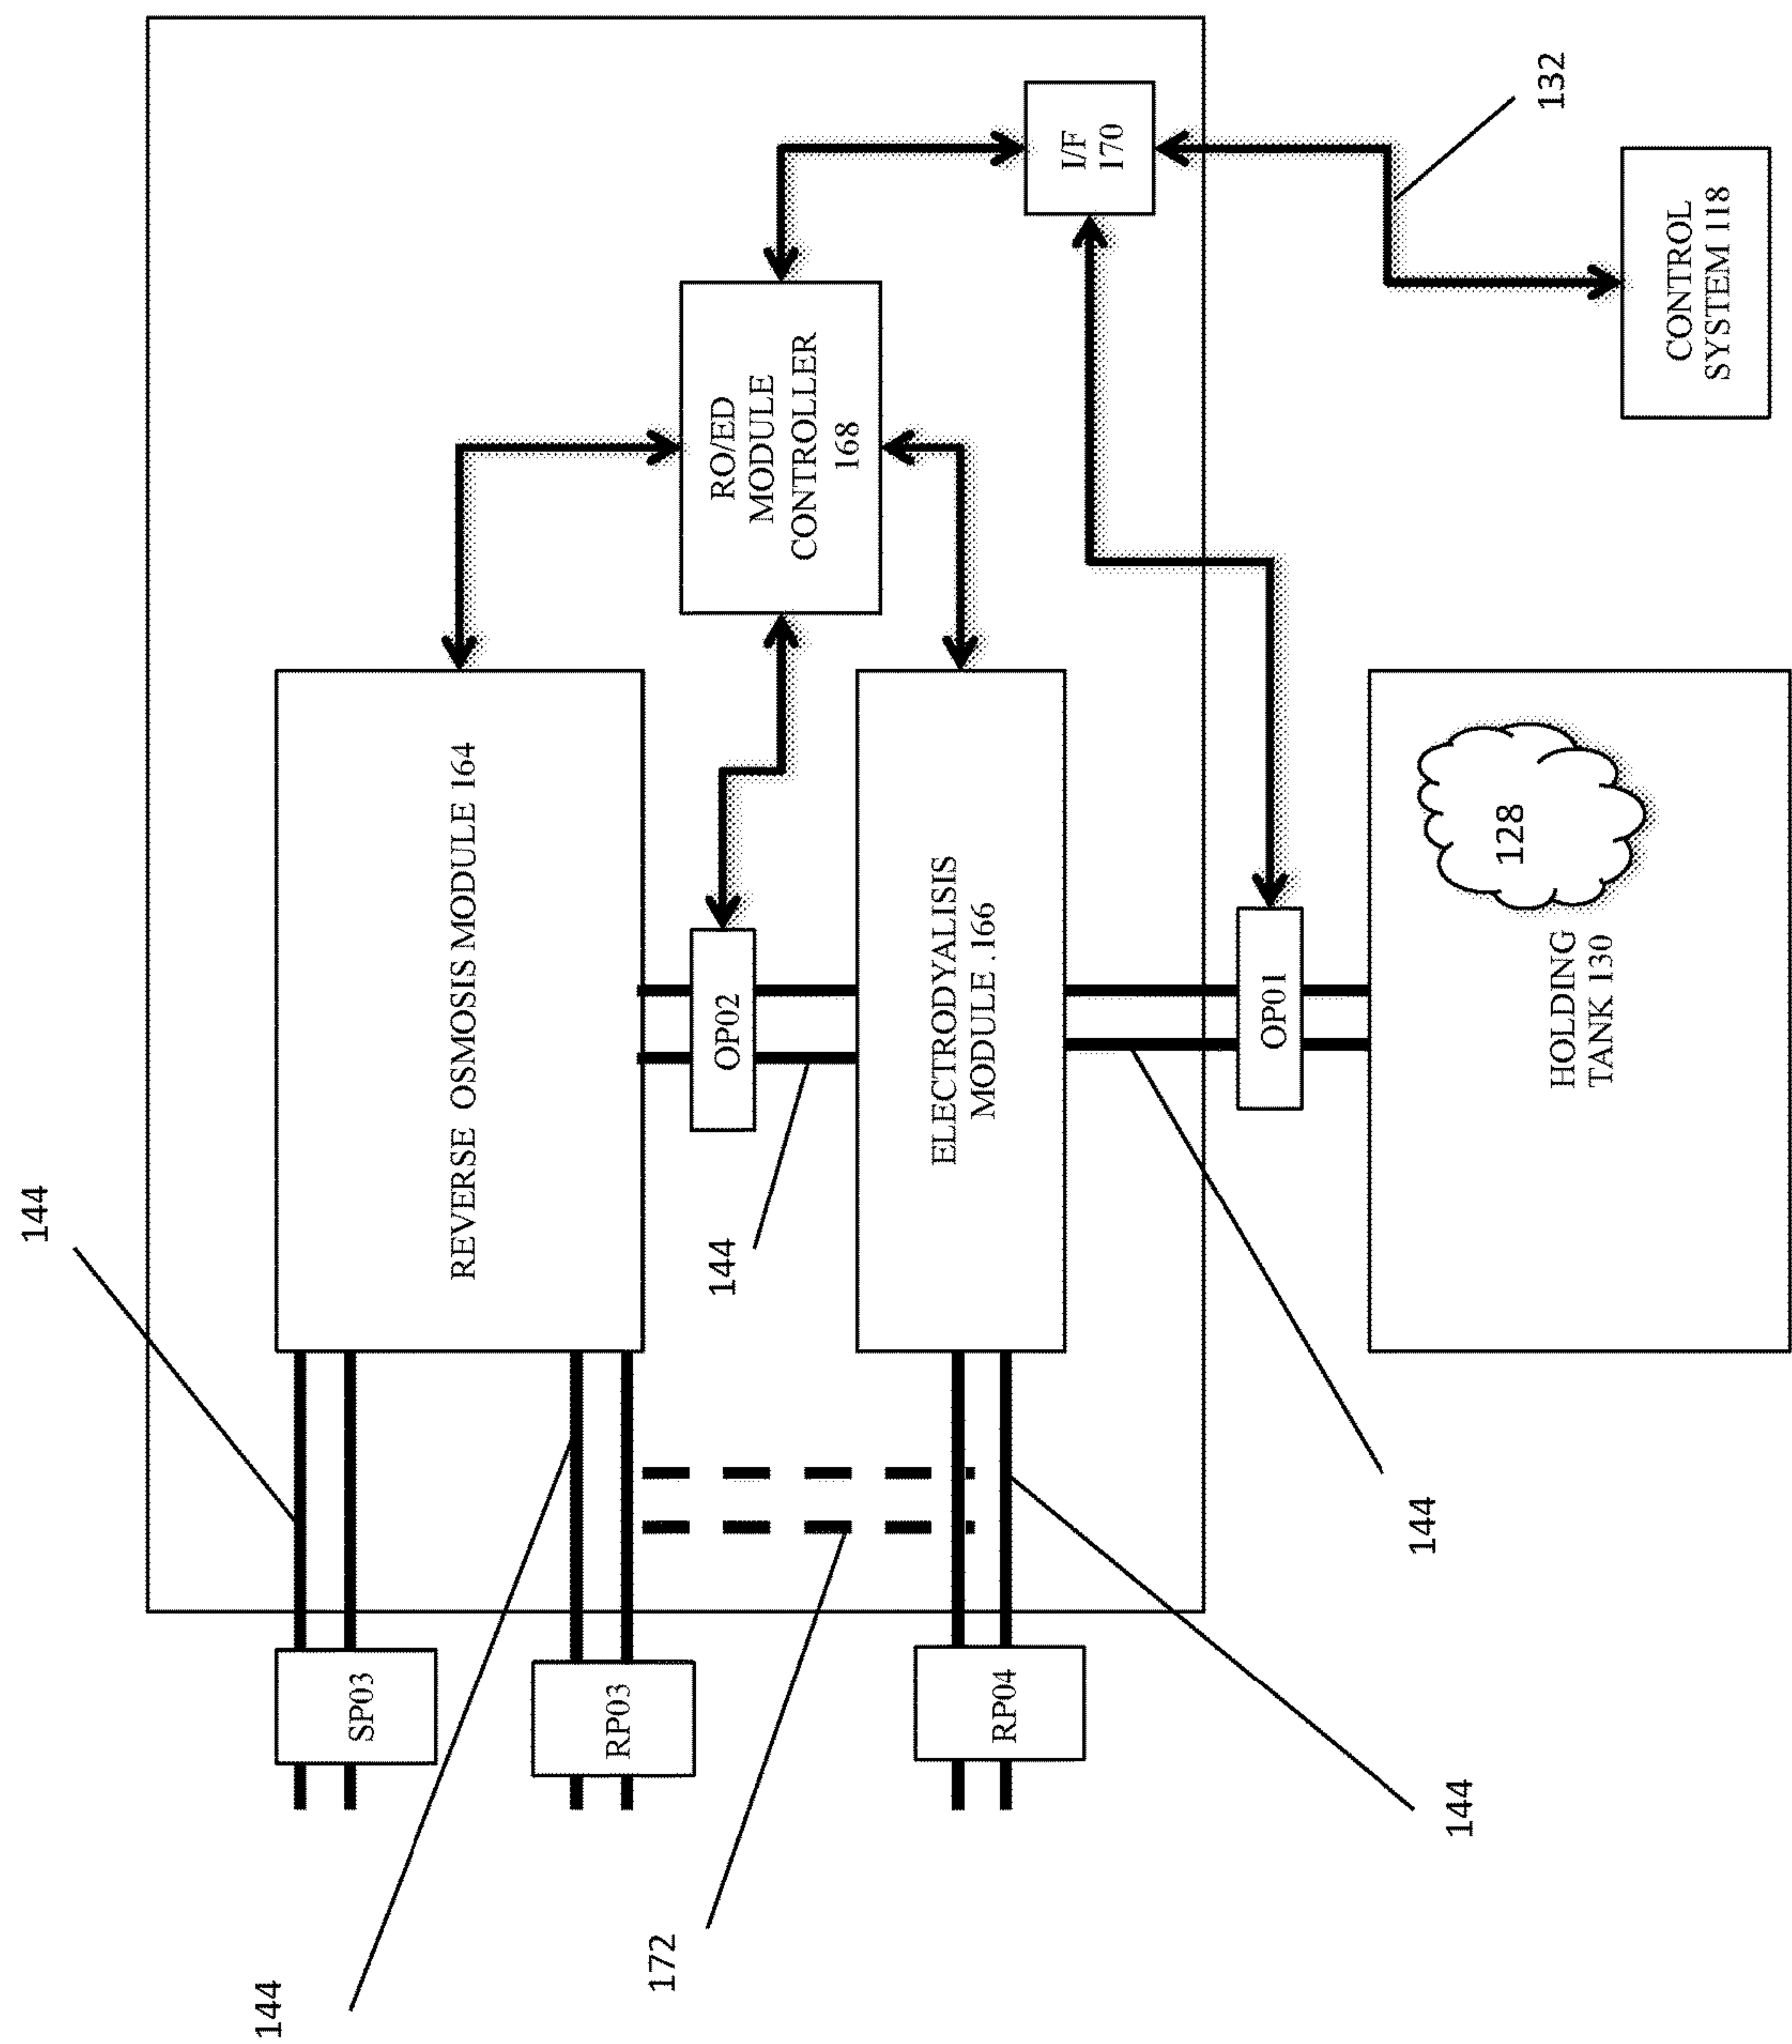 144
144
SP03
REVERSE OSMOSIS MODULE 164
RP03
172
144
OP02
RO/ED
MODULE
CONTROLLER
168
ELECTRODYALISIS
MODULE .166
RP04
I/F
170
OP01
144
144
128
132
HOLDING
TANK 130
CONTROL
SYSTEM 118